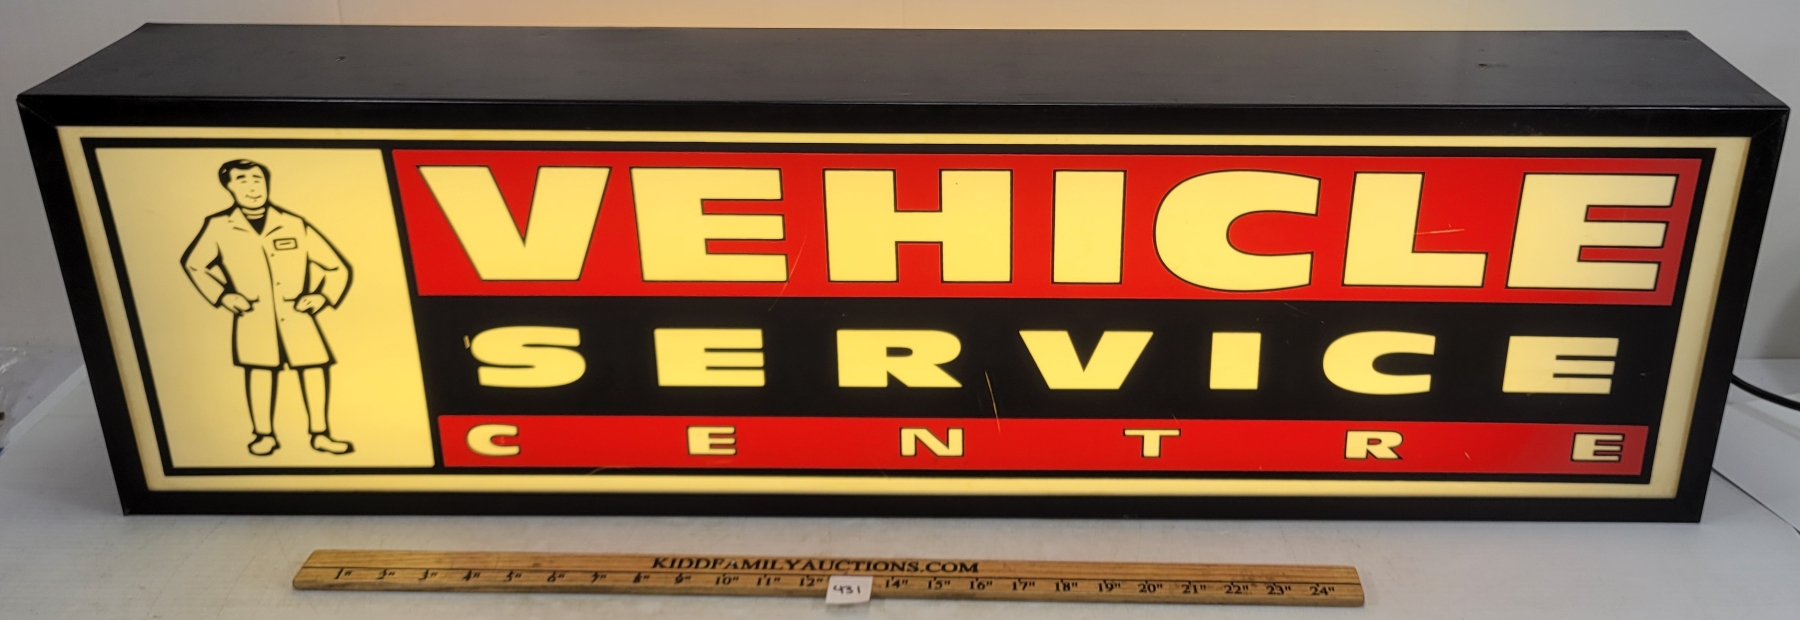 VEHICLE
SERVICE
CENTRE
KIDDFAMILYAUCTIONS.COM
1" 2" 3" 4" 5" 6" 7" 8" 9" 10" 11" 12" 14" 15" 16" 17" 18" 19" 20" 21" 22" 23" 24"
431